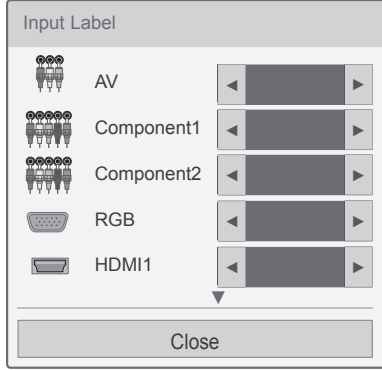 Input Label
AV
Component1
Component2
RGB
HDMI1
Close